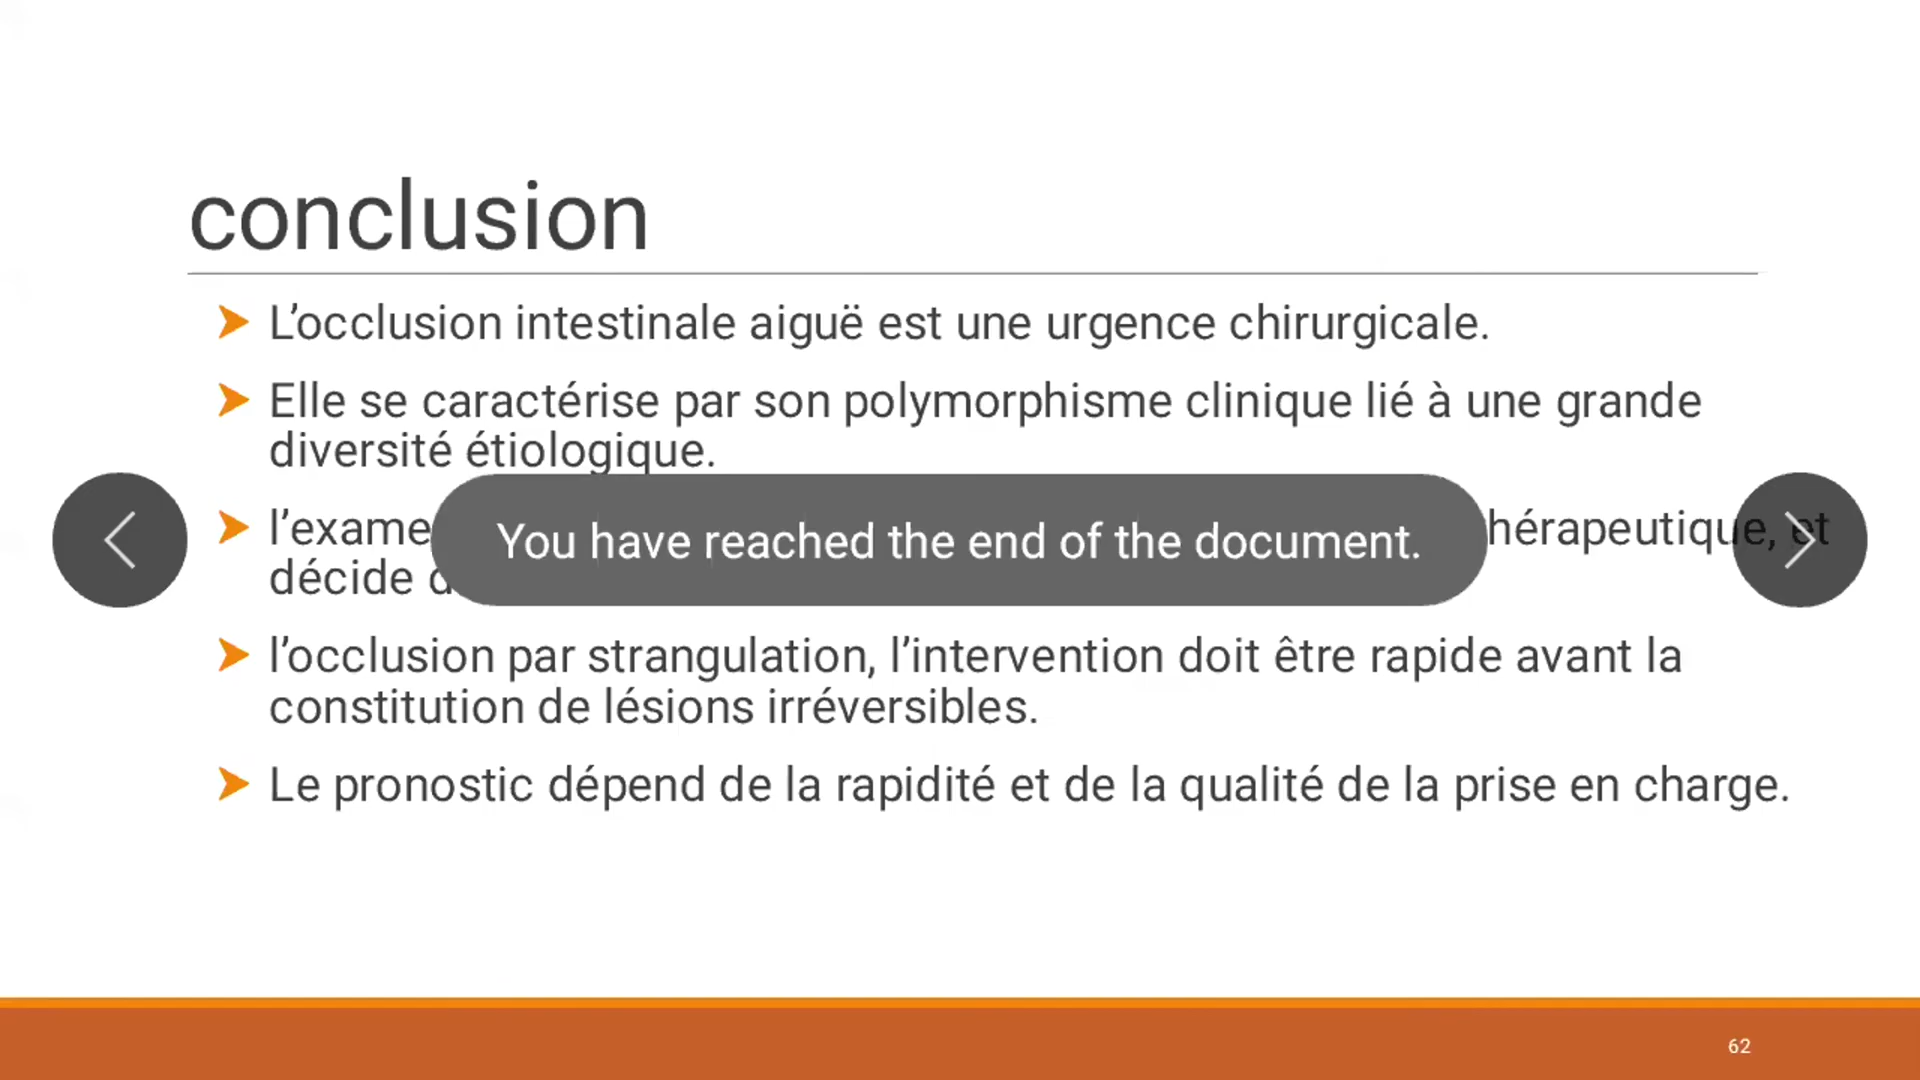 conclusion
L’occlusion intestinale aiguë est une urgence chirurgicale.
Elle se caractérise par son polymorphisme clinique lié à une grande
diversité étiologique.
l’exame hérapeutique, et
You have reached the end of the document.
décide
l’occlusion par strangulation, l’intervention doit être rapide avant la
constitution de lésions irréversibles.
Le pronostic dépend de la rapidité et de la qualité de la prise en charge.
62